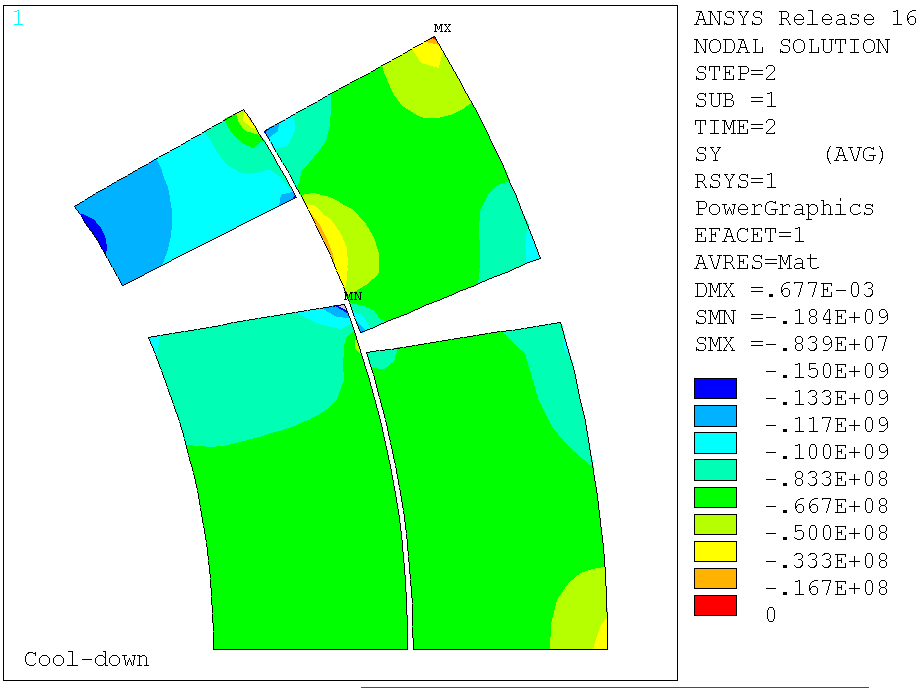 1
MX
MN
Cool-down
ANSYS Release 16
NODAL SOLUTION
STEP=2
SUB =1
TIME=2
SY (AVG)
RSYS=1
PowerGraphics
EFACET=1
AVRES=Mat
DMX =.677E-03
SMN =-.184E+09
SMX =-.839E+07
-.150E+09
-.133E+09
-.117E+09
-.100E+09
-.833E+08
-.667E+08
-.500E+08
-.333E+08
-.167E+08
0